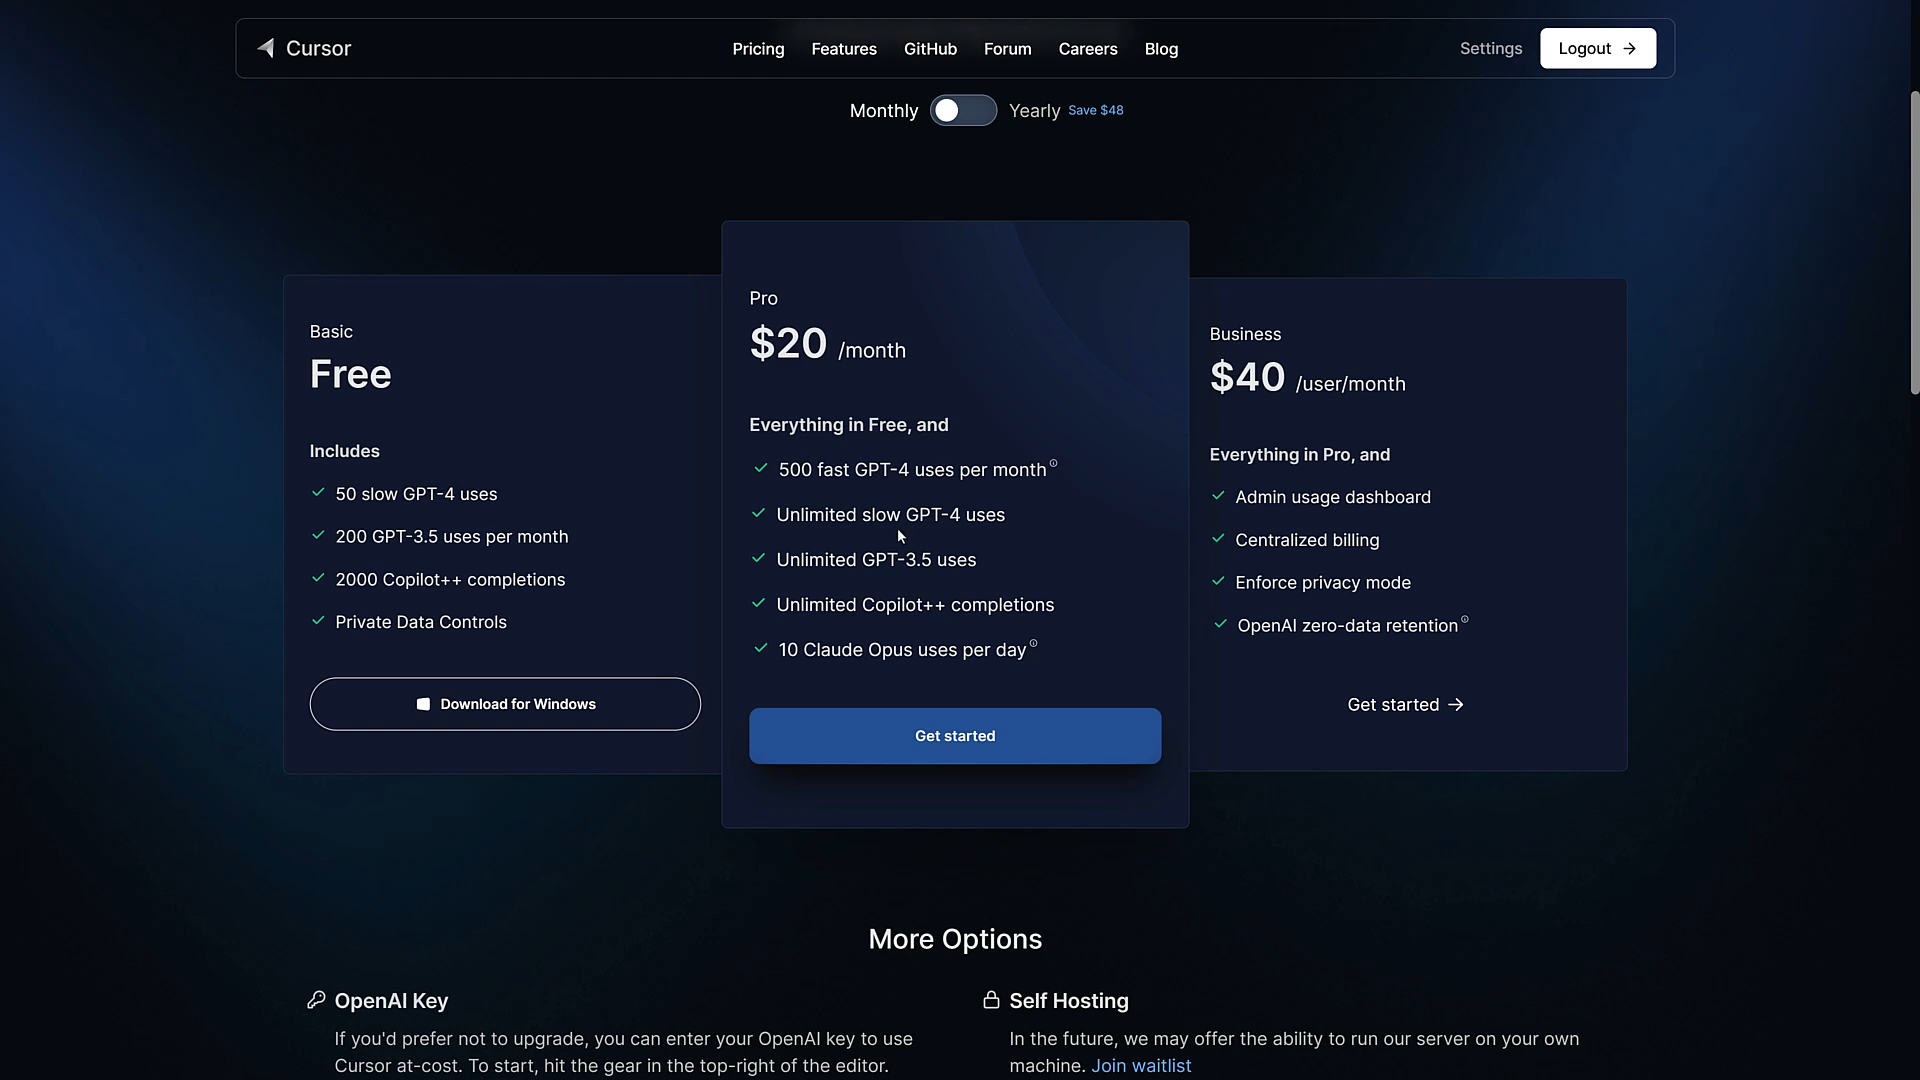 Cursor
Pricing Features GitHub Forum Careers Blog
Settings Logout →
Monthly Yearly Save $48
Basic
Free
Includes
50 slow GPT-4 uses
200 GPT-3.5 uses per month
2000 Copilot++ completions
Private Data Controls
Download for Windows
Pro
$20 /month
Everything in Free, and
500 fast GPT-4 uses per month
Unlimited slow GPT-4 uses
Unlimited GPT-3.5 uses
Unlimited Copilot++ completions
10 Claude Opus uses per day
Get started
Business
$40 /user/month
Everything in Pro, and
Admin usage dashboard
Centralized billing
Enforce privacy mode
OpenAI zero-data retention
Get started →
More Options
OpenAI Key
If you'd prefer not to upgrade, you can enter your OpenAI key to use
Cursor at-cost. To start, hit the gear in the top-right of the editor.
Self Hosting
In the future, we may offer the ability to run our server on your own
machine. Join waitlist